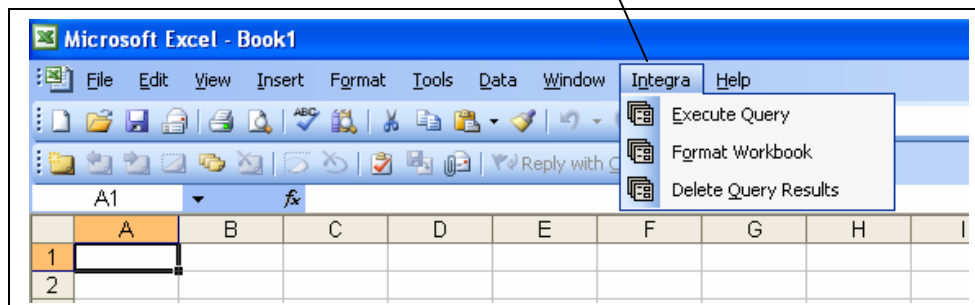 Microsoft Excel - Book1
File Edit View Insert Format Tools Data Window Integra Help
ABC
Execute Query
Reply with C
Format Workbook
Delete Query Results
A1 fx
A B C D E F G H I
1
2